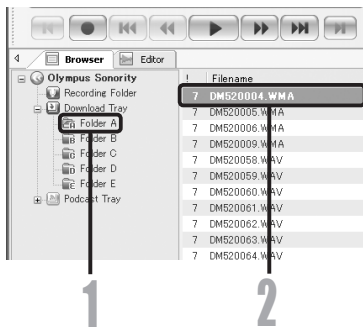 Browser Editor
! Filename
Olympus Sonority
Recording Folder
Download Tray
Folder A
Folder B
Folder C
Folder D
Folder E
Podcast Tray
7 DM520004.WMA
7 DM520005.WMA
7 DM520006.WMA
7 DM520009.WMA
7 DM520058.WAV
7 DM520059.WAV
7 DM520060.WAV
7 DM520061.WAV
7 DM520062.WAV
7 DM520063.WAV
7 DM520064.WAV
1 2